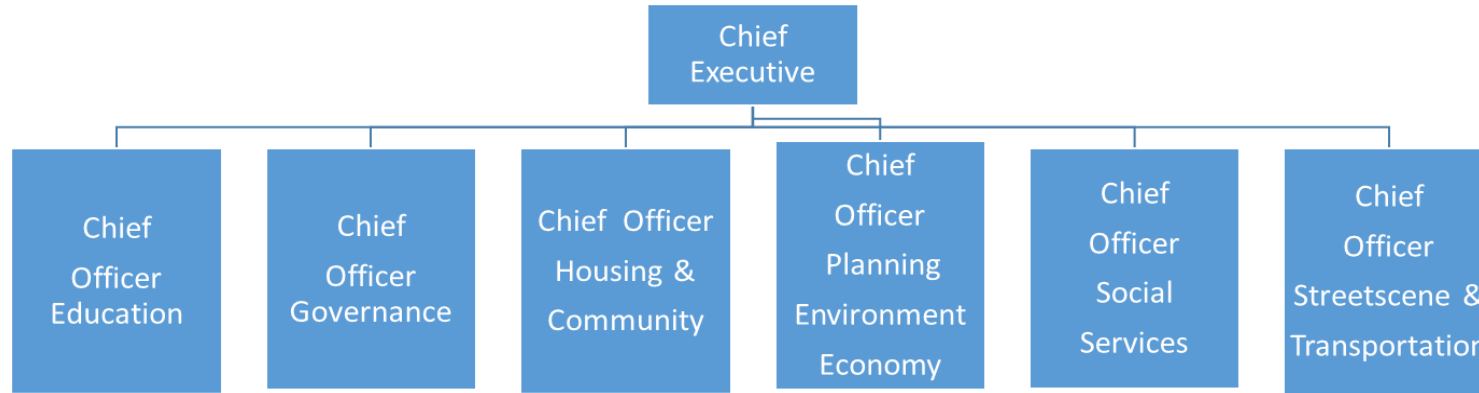 Chief
Executive
Chief
Officer
Education
Chief
Officer
Governance
Chief Officer
Housing &
Community
Chief
Officer
Planning
Environment
Economy
Chief
Officer
Social
Services
Chief
Officer
Streetscene &
Transportation